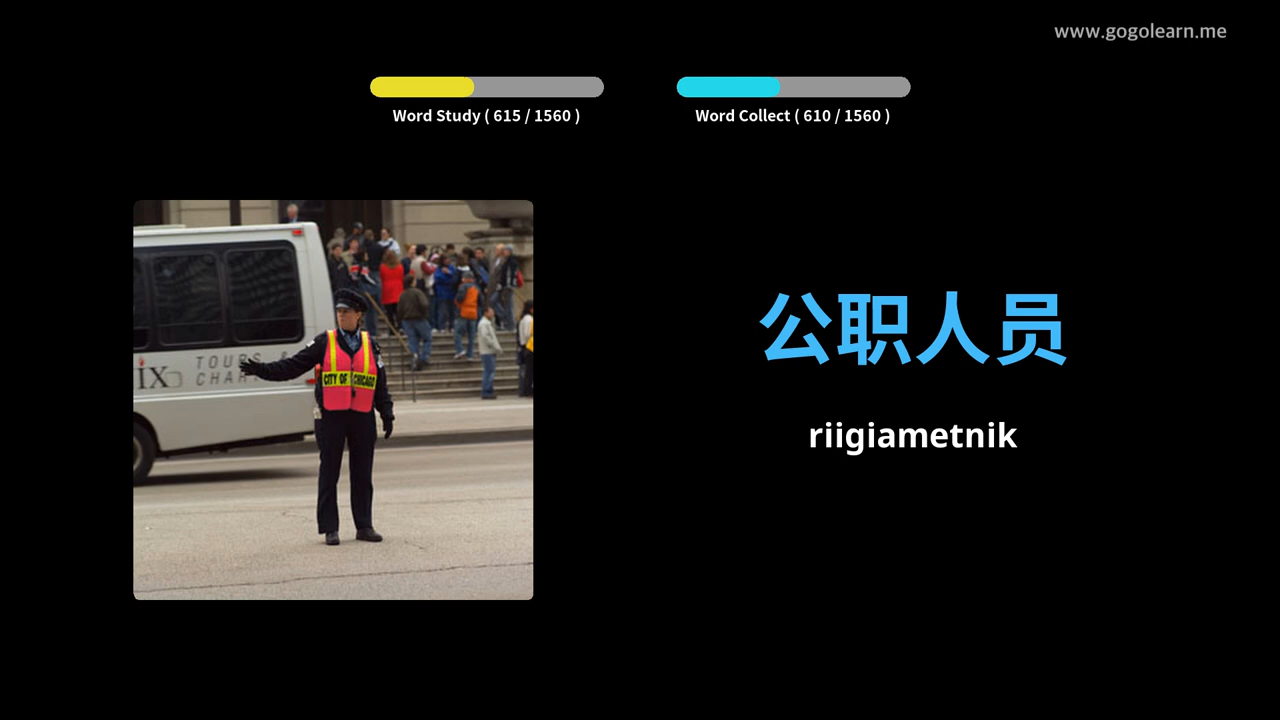 www.gogolearn.me
Word Study ( 615 / 1560 )
Word Collect ( 610 / 1560 )
IX
TOURS &
CHAR
CITY OF CHICAGO
公职人员
riigiametnik